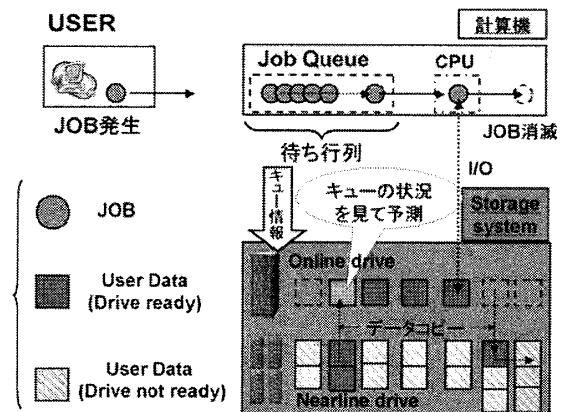 USER
計算機
Job Queue
CPU
JOB発生
JOB消滅
待ち行列
I/O
キュー情報
キューの状況
を見て予測
Storage
system
JOB
Online drive
User Data
(Drive ready)
データコピー
User Data
(Drive not ready)
Nearline drive